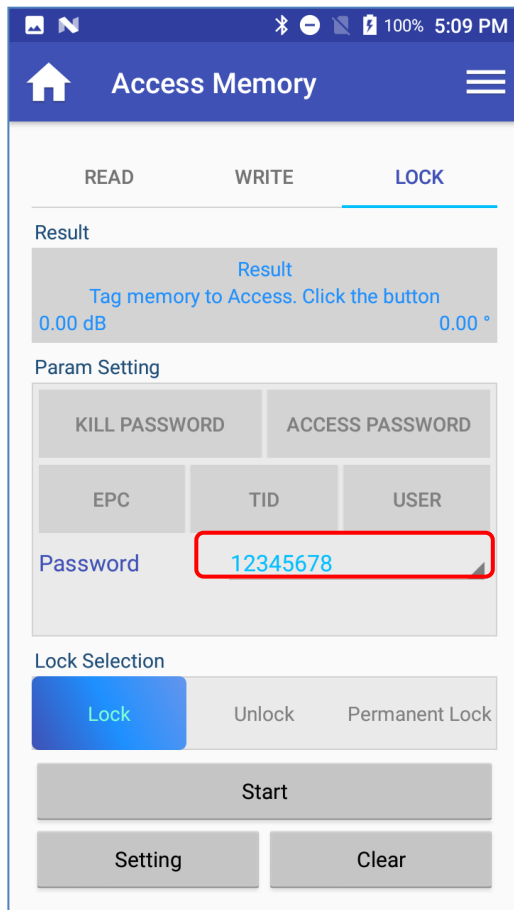 100% 5:09 PM
Access Memory
READ WRITE LOCK
Result
Result
Tag memory to Access. Click the button
0.00 dB 0.00 °
Param Setting
KILL PASSWORD ACCESS PASSWORD
EPC TID USER
Password 12345678
Lock Selection
Lock Unlock Permanent Lock
Start
Setting Clear